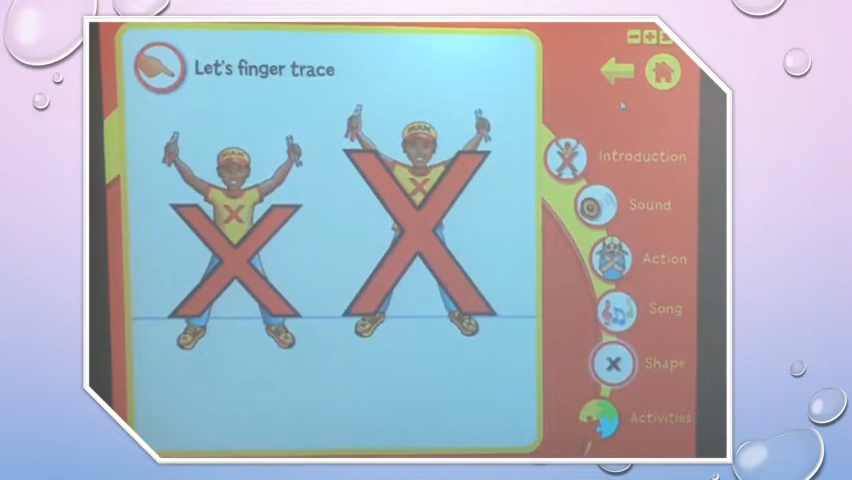 Let's finger trace
X X
Introduction
Sound
Action
Song
Shape
Activities